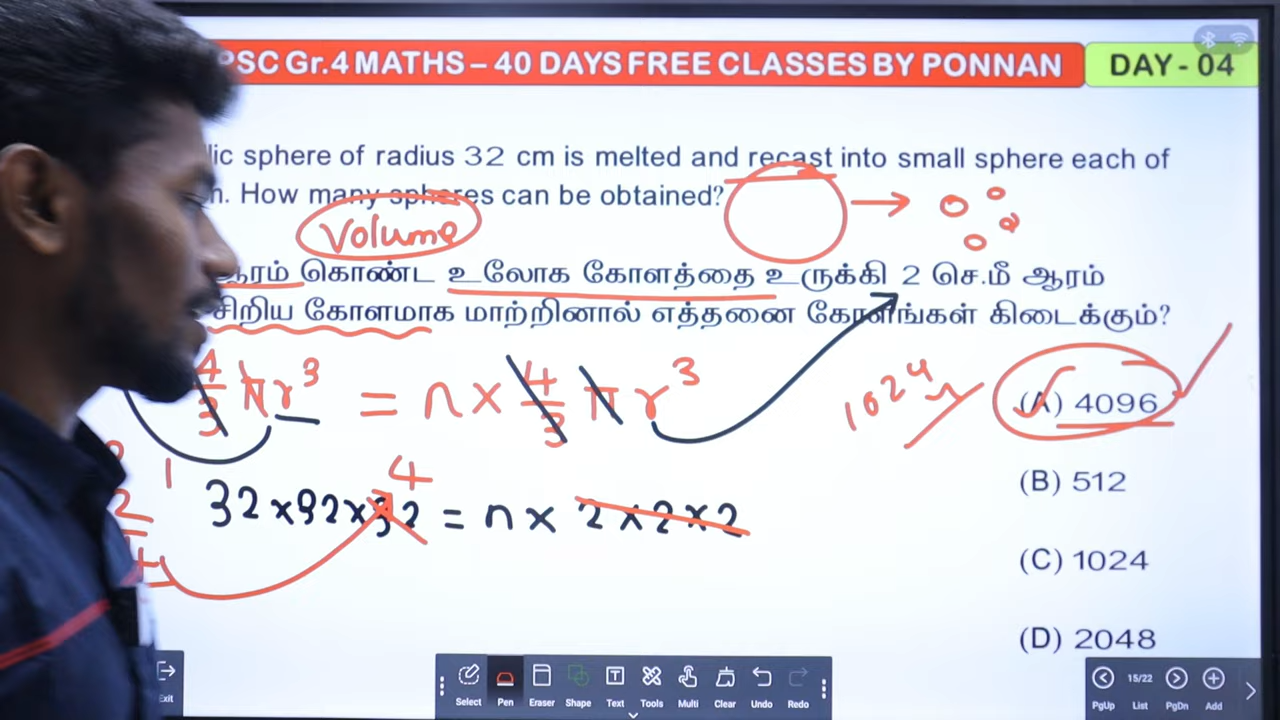 PSC Gr.4 MATHS – 40 DAYS FREE CLASSES BY PONNAN DAY - 04
lic sphere of radius 32 cm is melted and recast into small sphere each of
n. How many spheres can be obtained?
Volume
ஆரம் கொண்ட உலோக கோளத்தை உருக்கி 2 செ.மீ ஆரம்
சிறிய கோளமாக மாற்றினால் எத்தனை கோளங்கள் கிடைக்கும்?
4/3 πr³ = n × 4/3 π r³
1024
(A) 4096
4
32×32×32 = n × 2×2×2
(B) 512
(C) 1024
(D) 2048
Exit
Select Pen Eraser Shape Text Tools Multi Clear Undo Redo
15/22
PgUp List PgDn Add